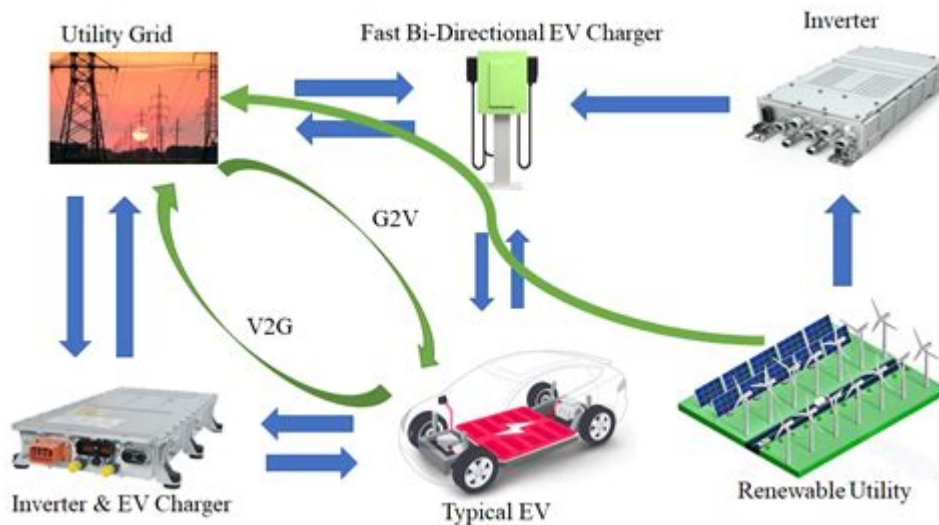 Utility Grid
Fast Bi-Directional EV Charger
Inverter
G2V
V2G
Inverter & EV Charger
Typical EV
Renewable Utility